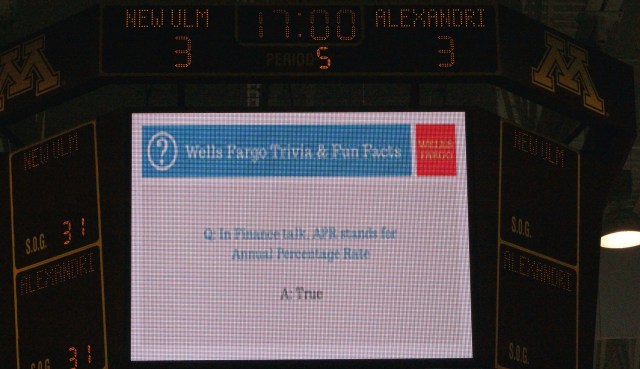 NEW ULM 17:00 ALEXANDRI
3 PERIOD 5 3
M
M
Wells Fargo Trivia & Fun Facts
WELLS
FARGO
Q: In Finance talk, APR stands for
Annual Percentage Rate
A: True
NEW ULM
S.O.G. 31
ALEXANDRI
S.O.G. 31
NEW ULM
S.O.G.
ALEXANDRI
S.O.G.